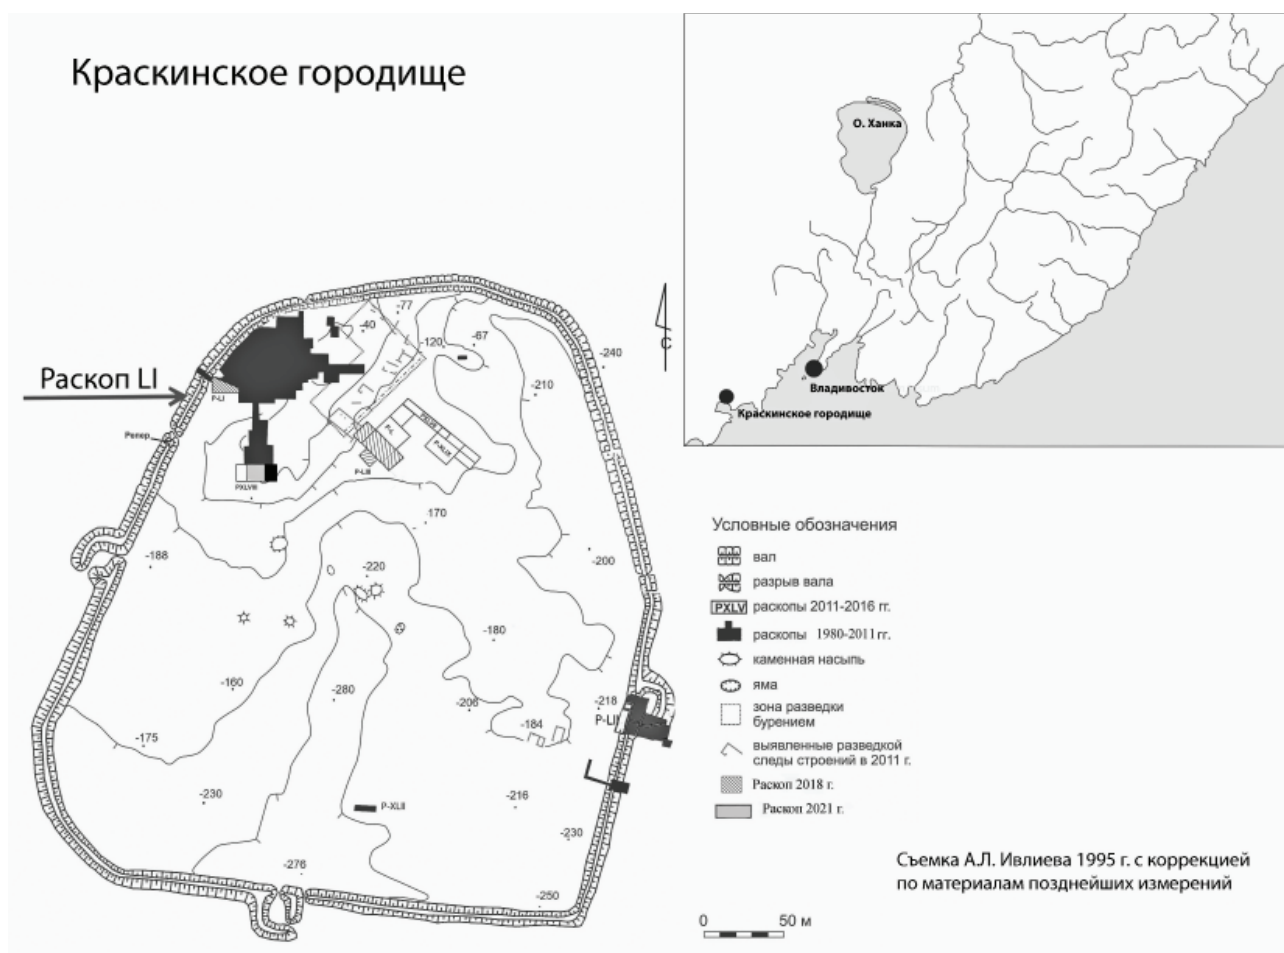 Краскинское городище
О. Ханка
Владивосток
Краскинское городище
С
Раскоп LI
Р-LI
Репер
РXLVIII
Р-LIII
Р-L
Р-XLIX
-40
-77
-120
-67
-240
-210
-170
-188
-220
-200
-180
-160
-280
-206
-218
Р-LII
-184
-175
-230
Р-XLII
-216
-230
-276
-250
Условные обозначения
вал
разрыв вала
PXLV раскопы 2011-2016 гг.
раскопы 1980-2011гг.
каменная насыпь
яма
зона разведки
бурением
выявленные разведкой
следы строений в 2011 г.
Раскоп 2018 г.
Раскоп 2021 г.
Съемка А.Л. Ивлиева 1995 г. с коррекцией
по материалам позднейших измерений
0 50 м